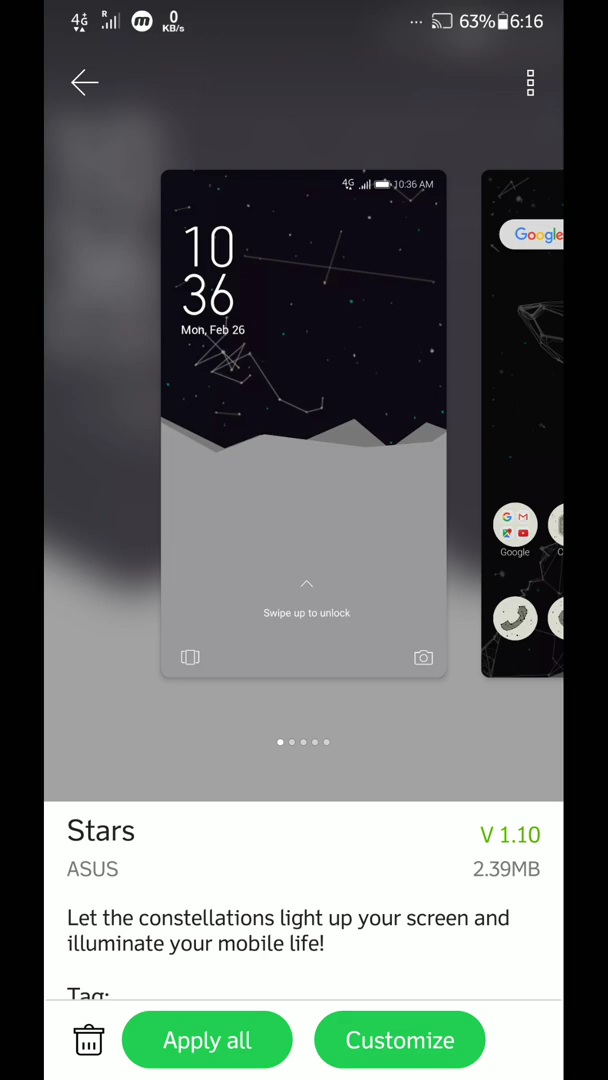 4G R 0 KB/s ... 63% 6:16
4G 10:36 AM
10
36
Mon, Feb 26
Google
Google
C
Swipe up to unlock
Stars
V 1.10
ASUS
2.39MB
Let the constellations light up your screen and
illuminate your mobile life!
Tag:
Apply all
Customize